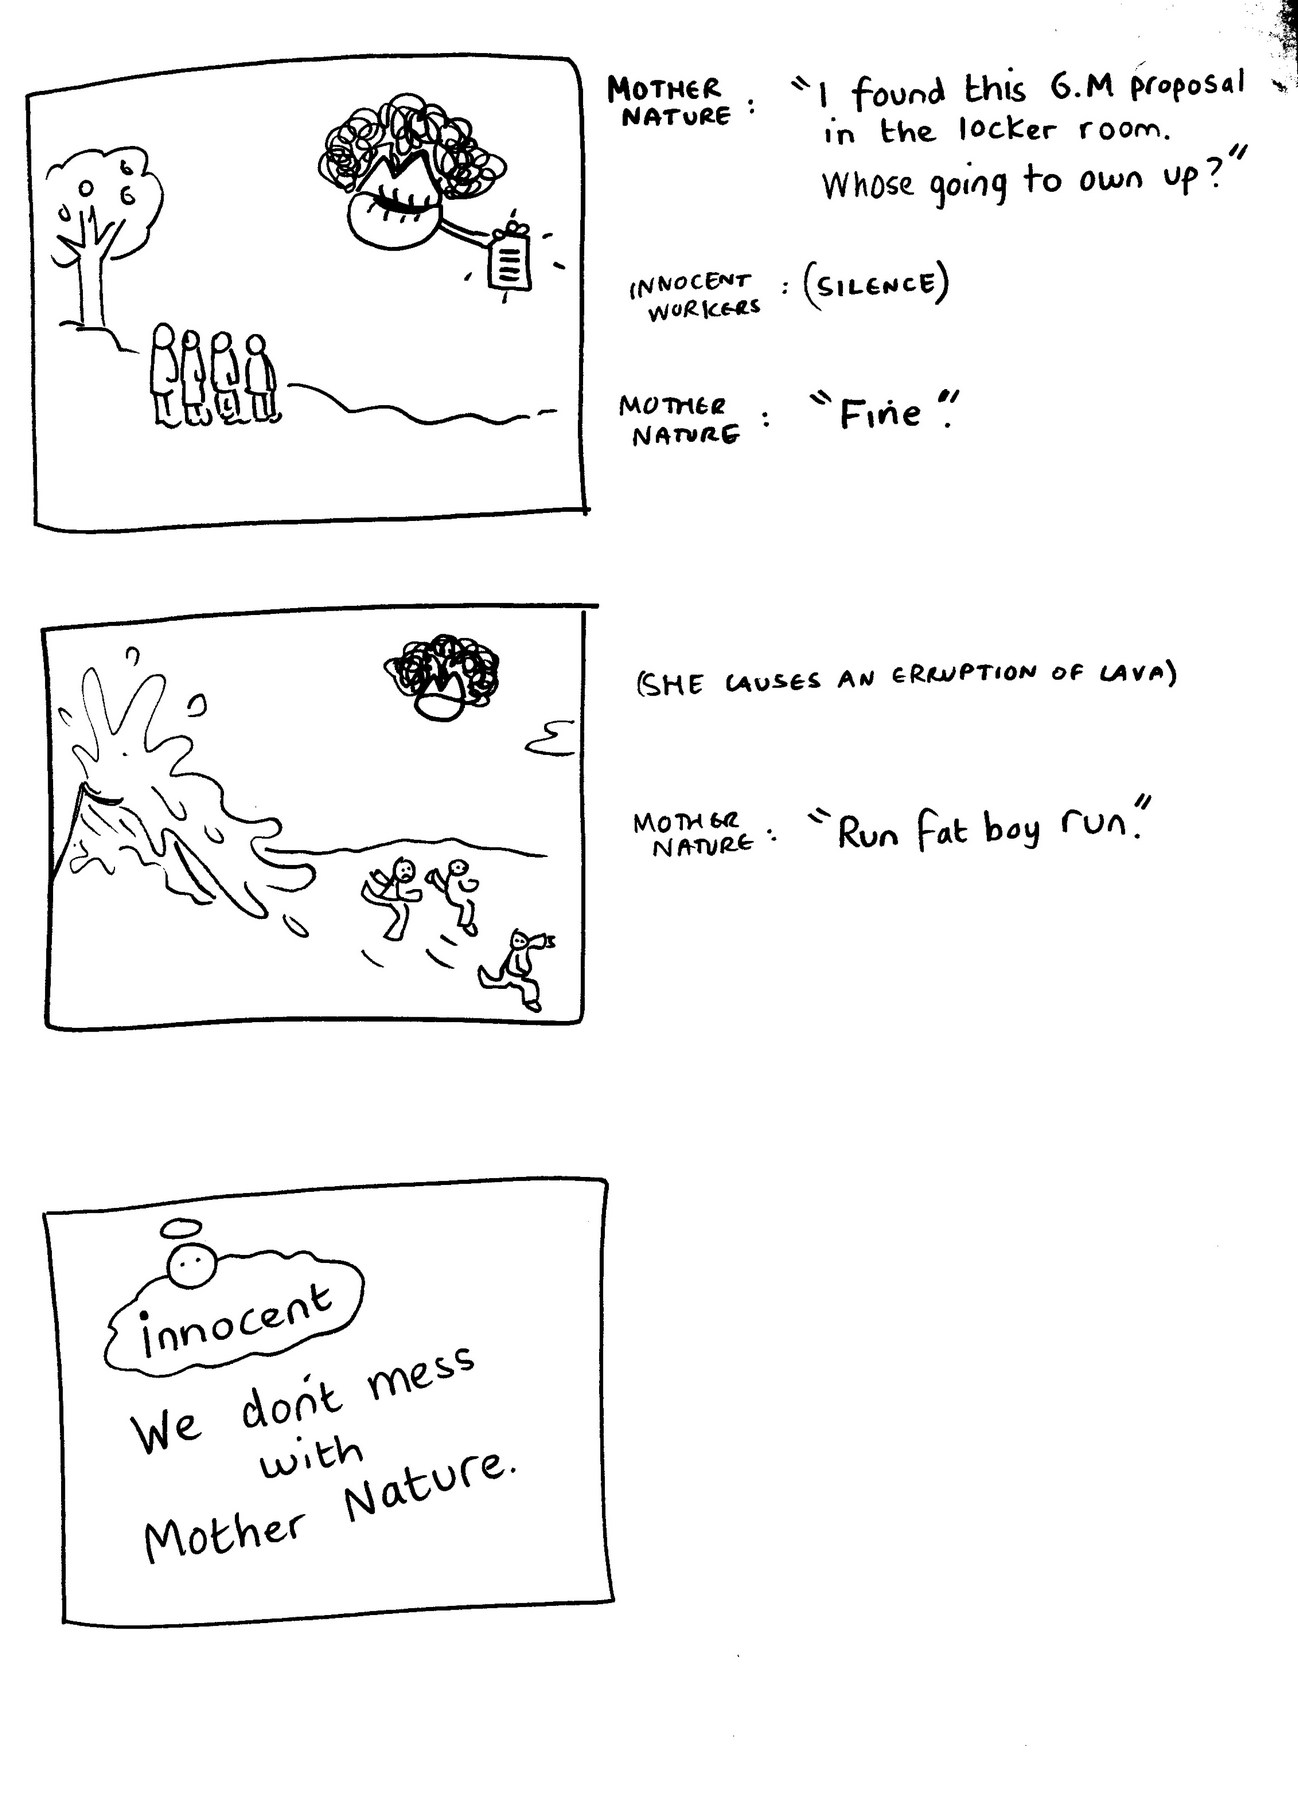 MOTHER
NATURE : "I found this G.M proposal
in the locker room.
Whose going to own up?"
INNOCENT
WORKERS : (SILENCE)
MOTHER
NATURE : "Fine".
(SHE CAUSES AN ERRUPTION OF LAVA)
MOTHER
NATURE : "Run fat boy run."
innocent
We don't mess
with
Mother Nature.